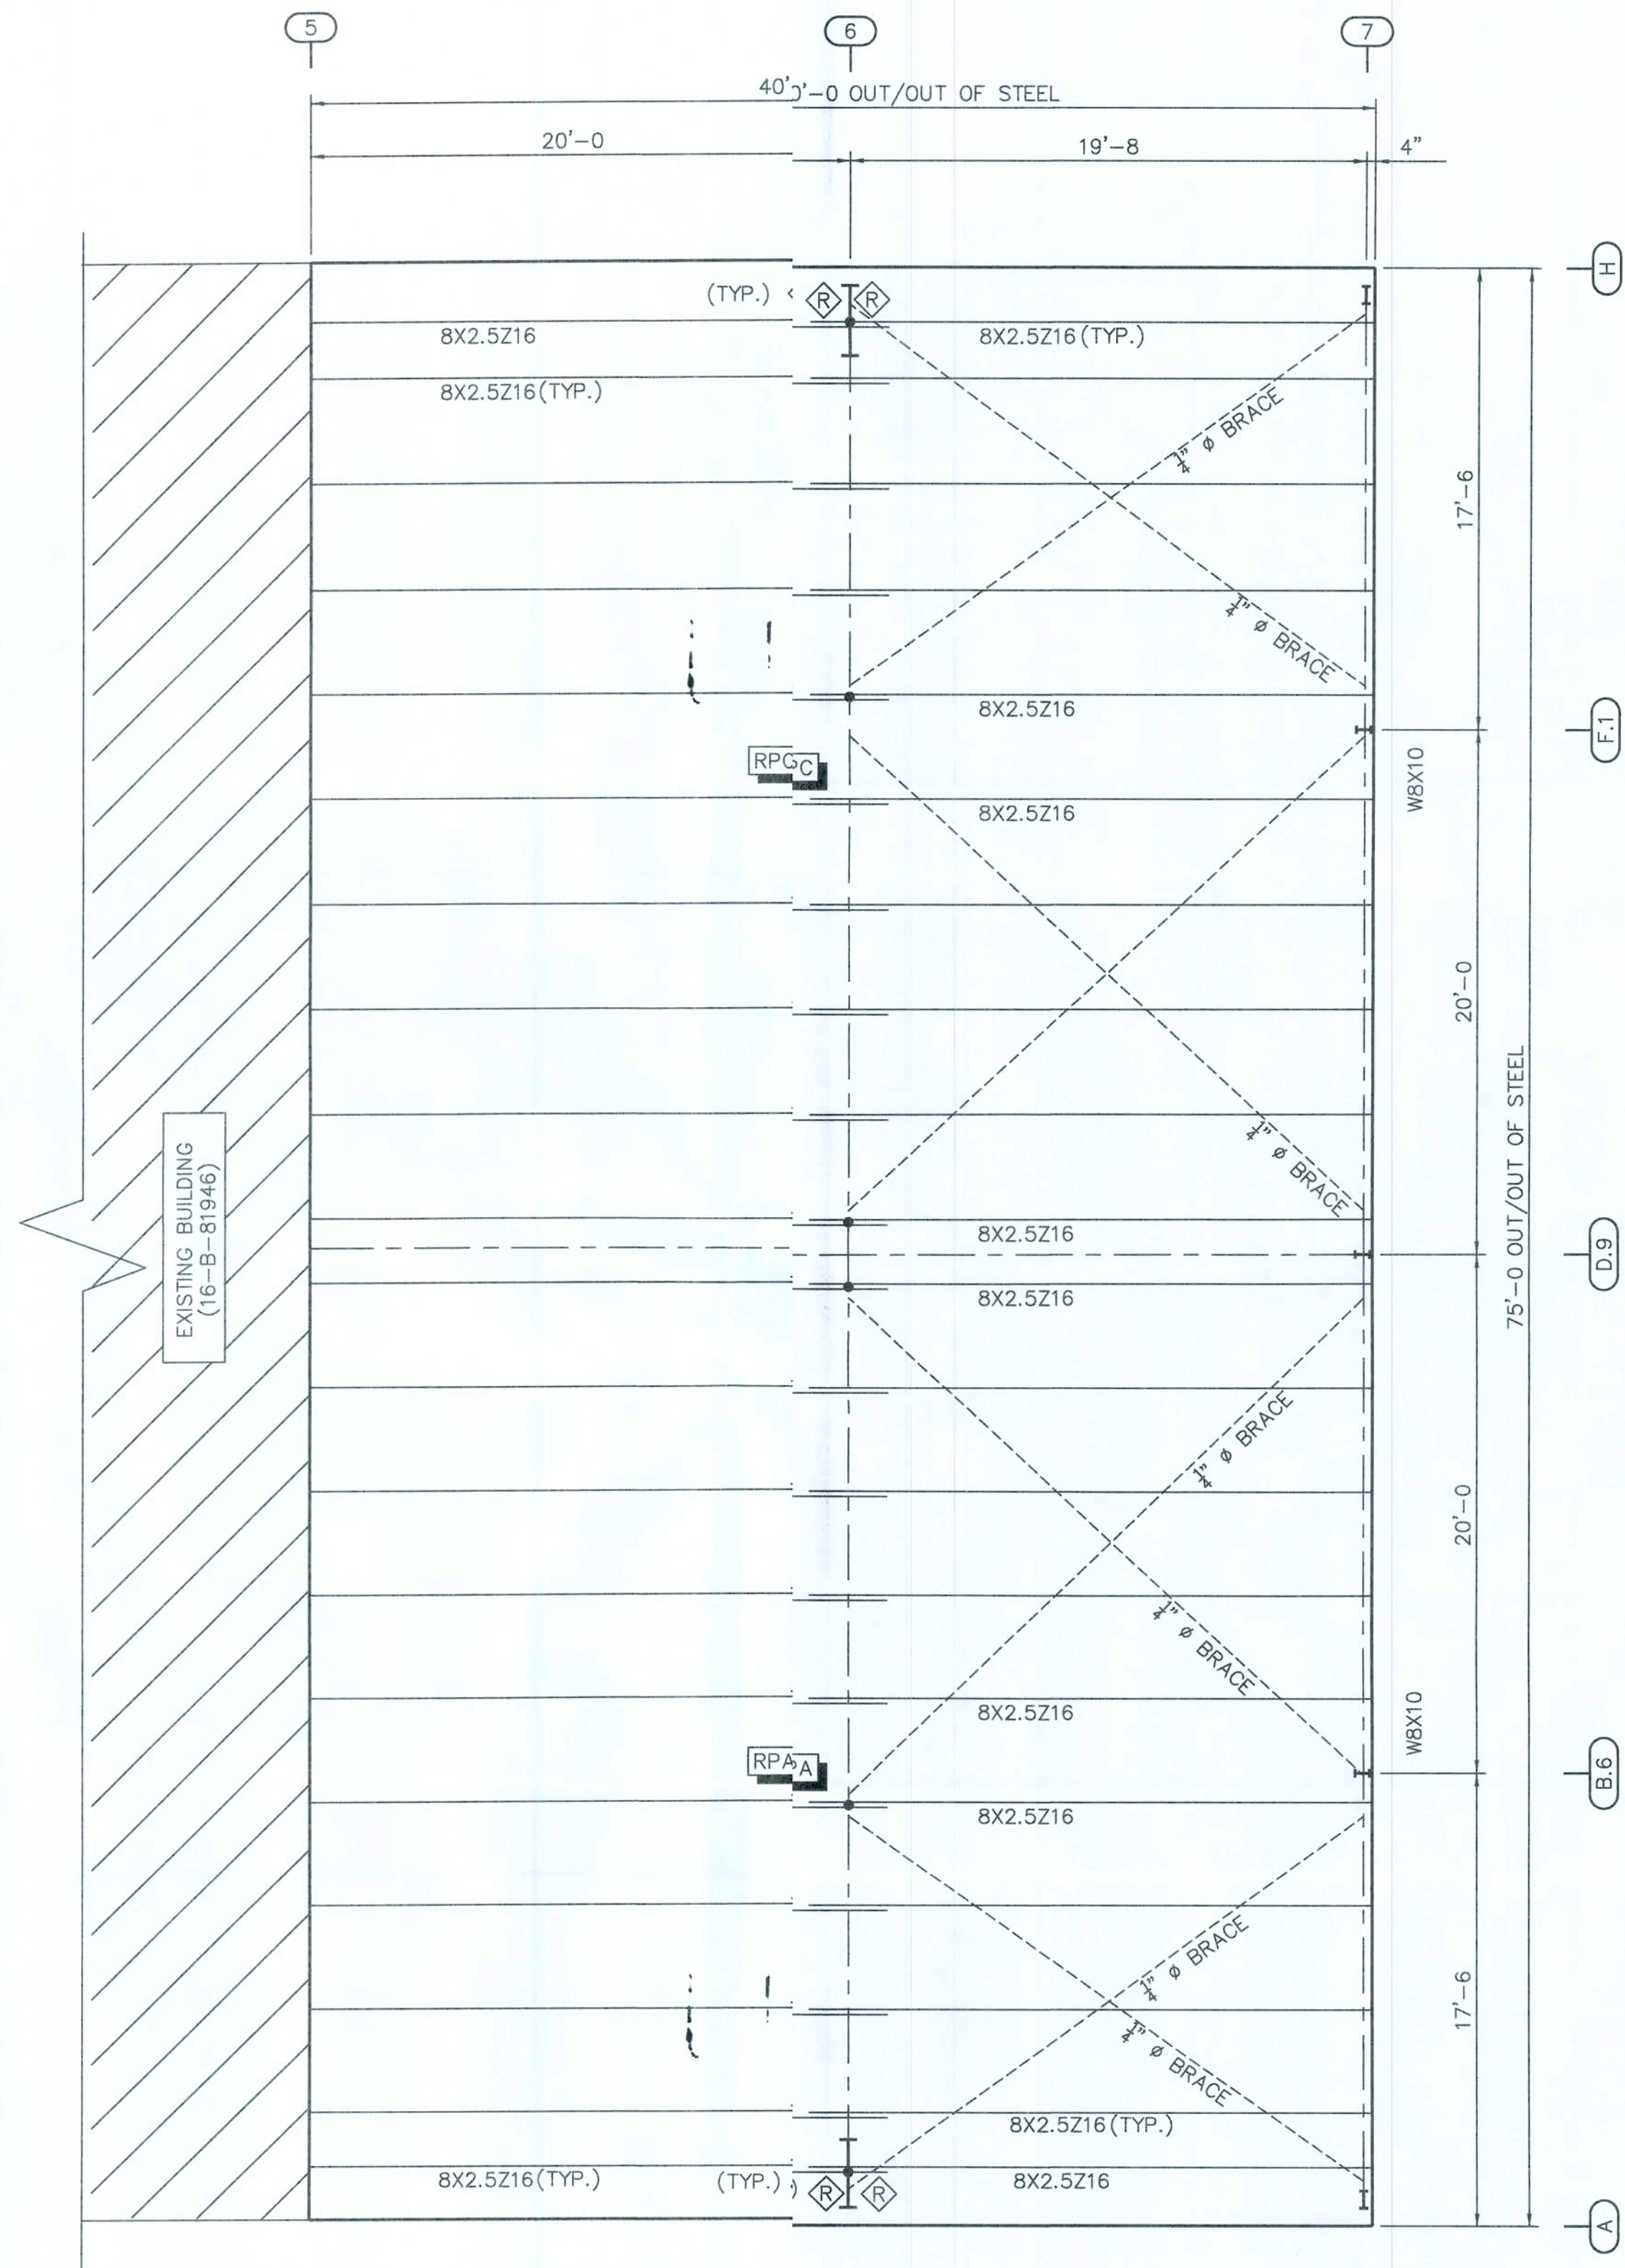 5
6
7
40'
0'-0 OUT/OUT OF STEEL
20'-0
19'-8
4"
H
(TYP.)
R
R
8X2.5Z16
8X2.5Z16(TYP.)
8X2.5Z16(TYP.)
1/4" ø BRACE
17'-6
1/4" ø BRACE
8X2.5Z16
F.1
RPC
C
W8X10
8X2.5Z16
20'-0
1/4" ø BRACE
EXISTING BUILDING
(16-B-81946)
8X2.5Z16
D.9
8X2.5Z16
75'-0 OUT/OUT OF STEEL
1/4" ø BRACE
20'-0
1/4" ø BRACE
8X2.5Z16
W8X10
RPA
A
B.6
8X2.5Z16
1/4" ø BRACE
17'-6
1/4" ø BRACE
8X2.5Z16(TYP.)
8X2.5Z16(TYP.)
(TYP.)
8X2.5Z16
R
R
A